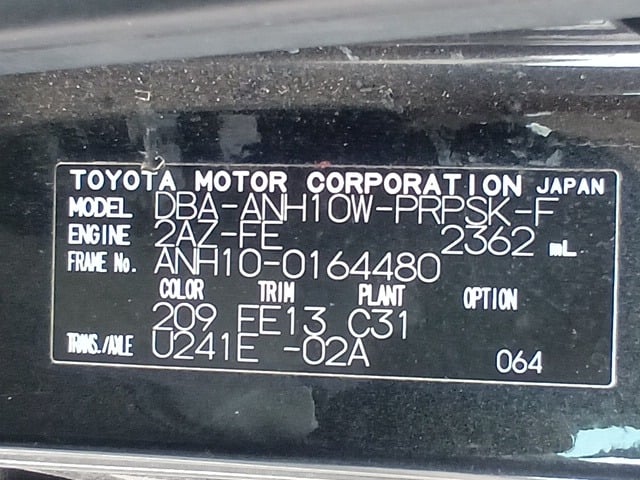 TOYOTA MOTOR CORPORATION JAPAN
MODEL DBA-ANH10W-PRPSK-F
ENGINE 2AZ-FE 2362 mL
FRAME No. ANH10-0164480
COLOR TRIM PLANT OPTION
209 FE13 C31
TRANS./AXLE U241E -02A 064